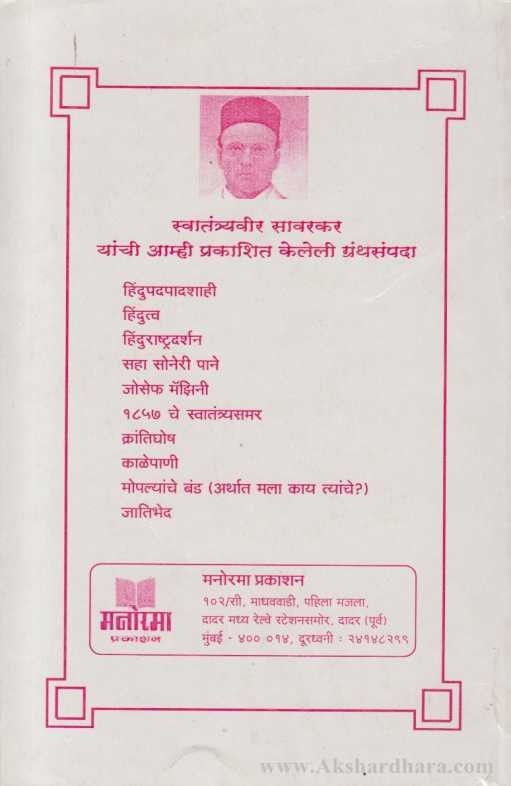 स्वातंत्र्यवीर सावरकर
यांची आम्ही प्रकाशित केलेली ग्रंथसंपदा
हिंदुपदपादशाही
हिंदुत्व
हिंदुराष्ट्रदर्शन
सहा सोनेरी पाने
जोसेफ मॅझिनी
१८५७ चे स्वातंत्र्यसमर
क्रांतिघोष
काळेपाणी
मोपल्यांचे बंड (अर्थात मला काय त्यांचे?)
जातिभेद
मनोरमा
प्रकाशन
मनोरमा प्रकाशन
१०२/सी, माधववाडी, पहिला मजला,
दादर मध्य रेल्वे स्टेशनसमोर, दादर (पूर्व)
मुंबई - ४०० ०१४, दूरध्वनी : २४१४८२९९
www.Akshardhara.com